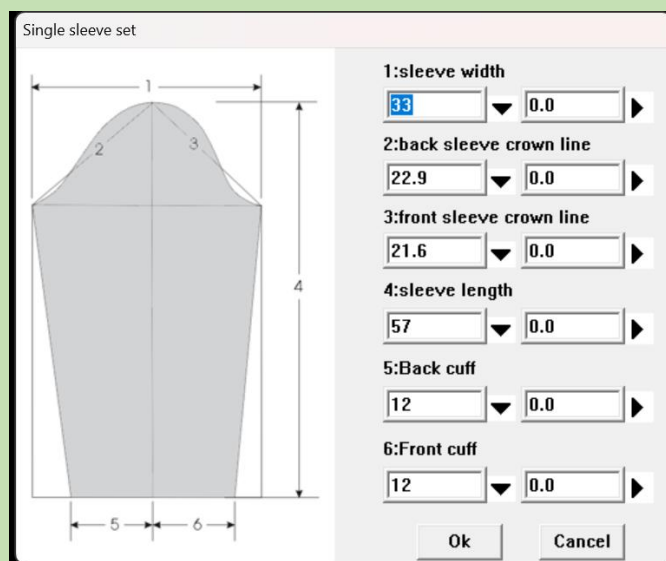 Single sleeve set
1
2
3
4
5
6
1:sleeve width
33 0.0
2:back sleeve crown line
22.9 0.0
3:front sleeve crown line
21.6 0.0
4:sleeve length
57 0.0
5:Back cuff
12 0.0
6:Front cuff
12 0.0
Ok Cancel